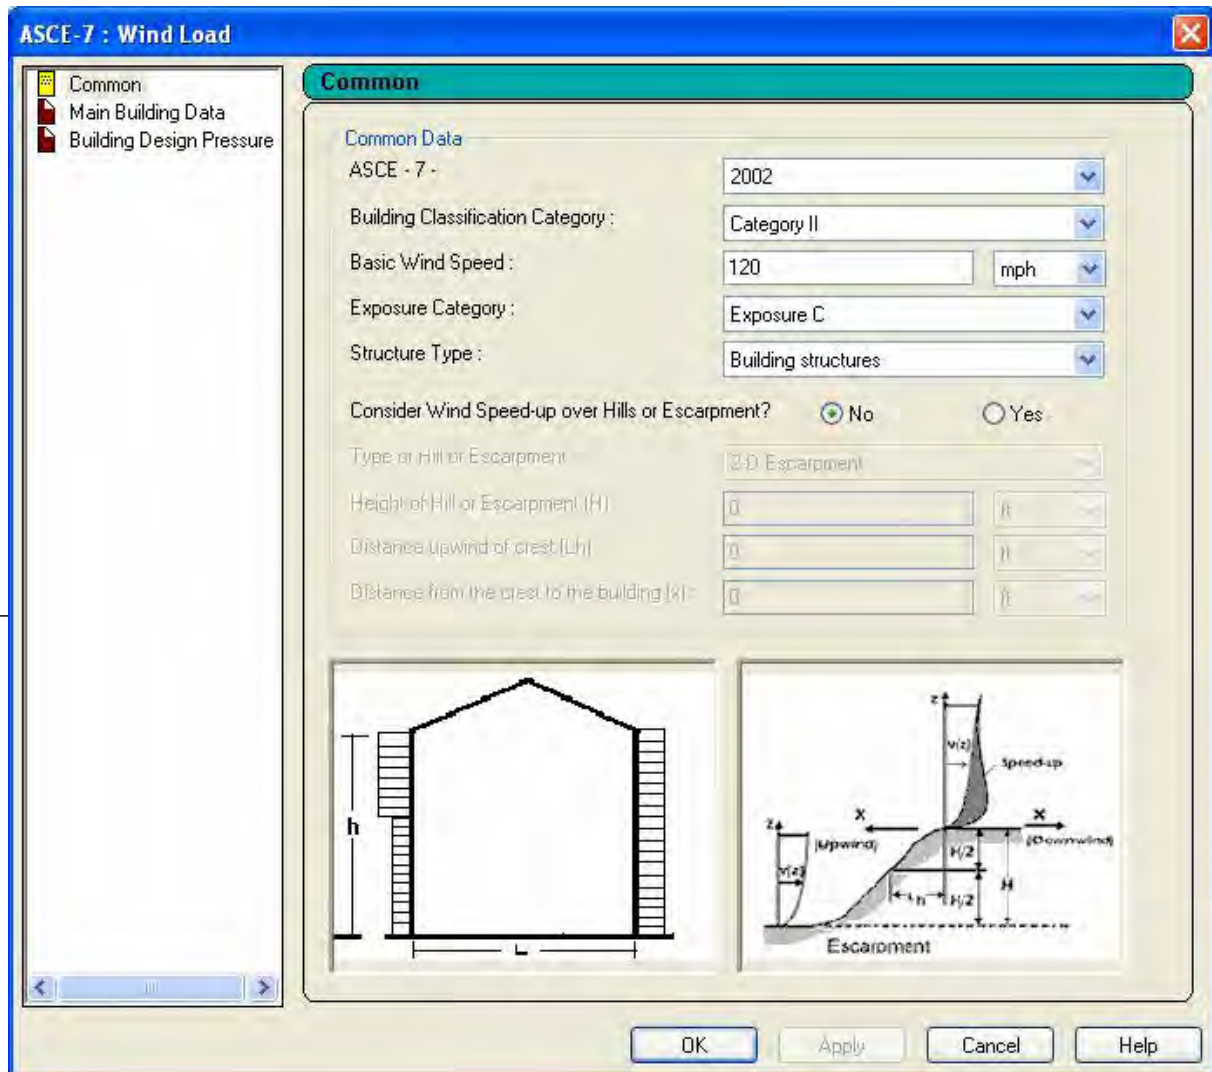 ASCE-7 : Wind Load
Common
Main Building Data
Building Design Pressure
Common
Common Data
ASCE - 7 -
2002
Building Classification Category :
Category II
Basic Wind Speed :
120
mph
Exposure Category :
Exposure C
Structure Type :
Building structures
Consider Wind Speed-up over Hills or Escarpment?
No
Yes
Type or Hill or Escarpment
2-D Escarpment
Height of Hill or Escarpment (H)
0
ft
Distance upwind of crest (Lh)
0
ft
Distance from the crest to the building (x) :
0
ft
h
L
z
V(z)
Speed-up
X
X
(Upwind)
(Downwind)
z
V(z)
H/2
H
Lh
H/2
Escarpment
OK
Apply
Cancel
Help